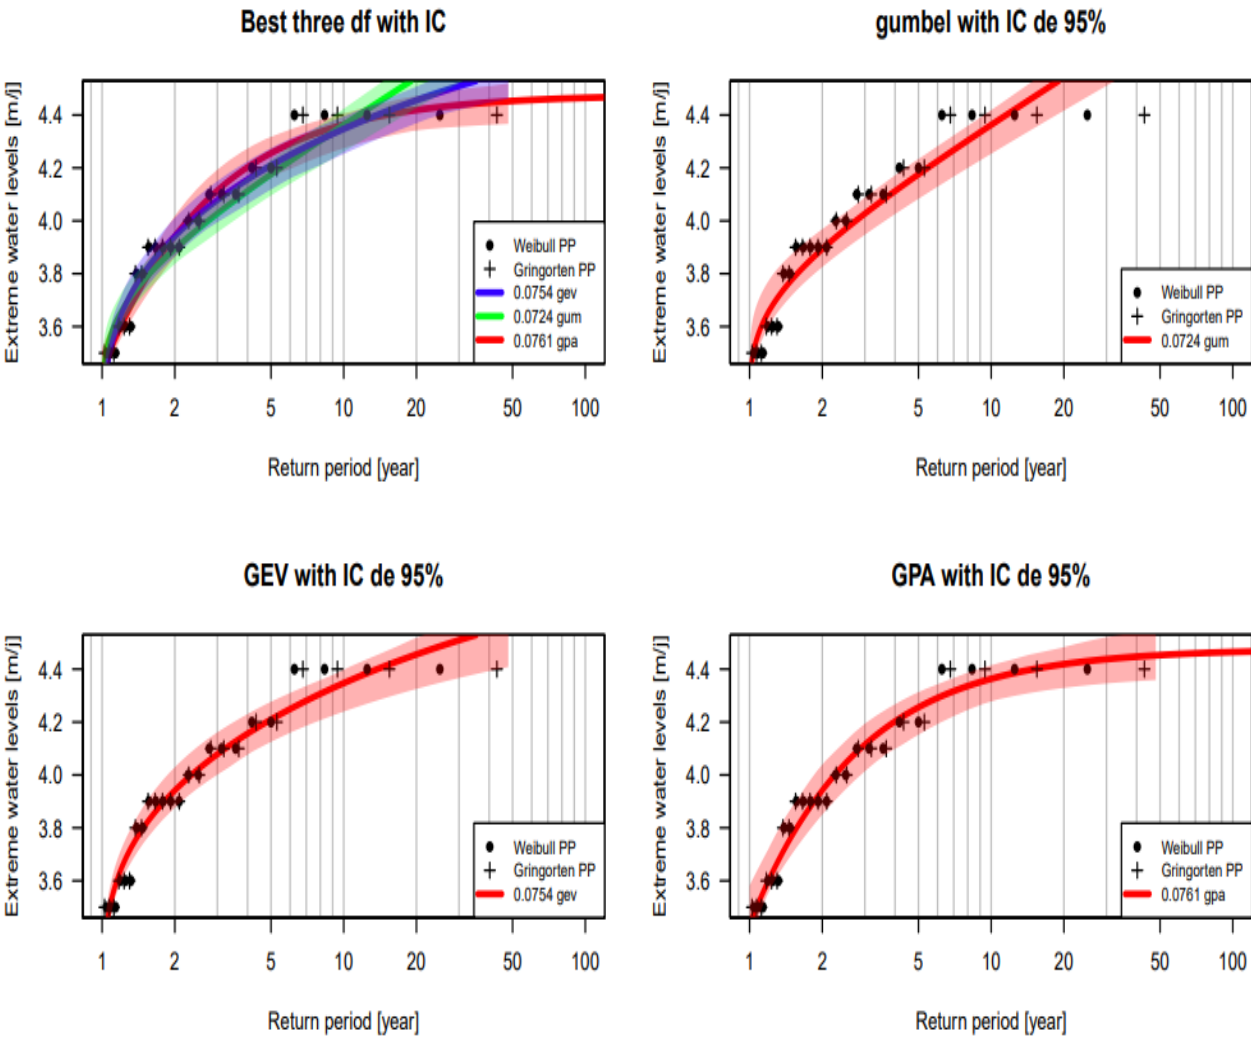 Best three df with IC
Extreme water levels [m/j]
4.4
4.2
4.0
3.8
3.6
Weibull PP
Gringorten PP
0.0754 gev
0.0724 gum
0.0761 gpa
1 2 5 10 20 50 100
Return period [year]
gumbel with IC de 95%
Extreme water levels [m/j]
4.4
4.2
4.0
3.8
3.6
Weibull PP
Gringorten PP
0.0724 gum
1 2 5 10 20 50 100
Return period [year]
GEV with IC de 95%
Extreme water levels [m/j]
4.4
4.2
4.0
3.8
3.6
Weibull PP
Gringorten PP
0.0754 gev
1 2 5 10 20 50 100
Return period [year]
GPA with IC de 95%
Extreme water levels [m/j]
4.4
4.2
4.0
3.8
3.6
Weibull PP
Gringorten PP
0.0761 gpa
1 2 5 10 20 50 100
Return period [year]